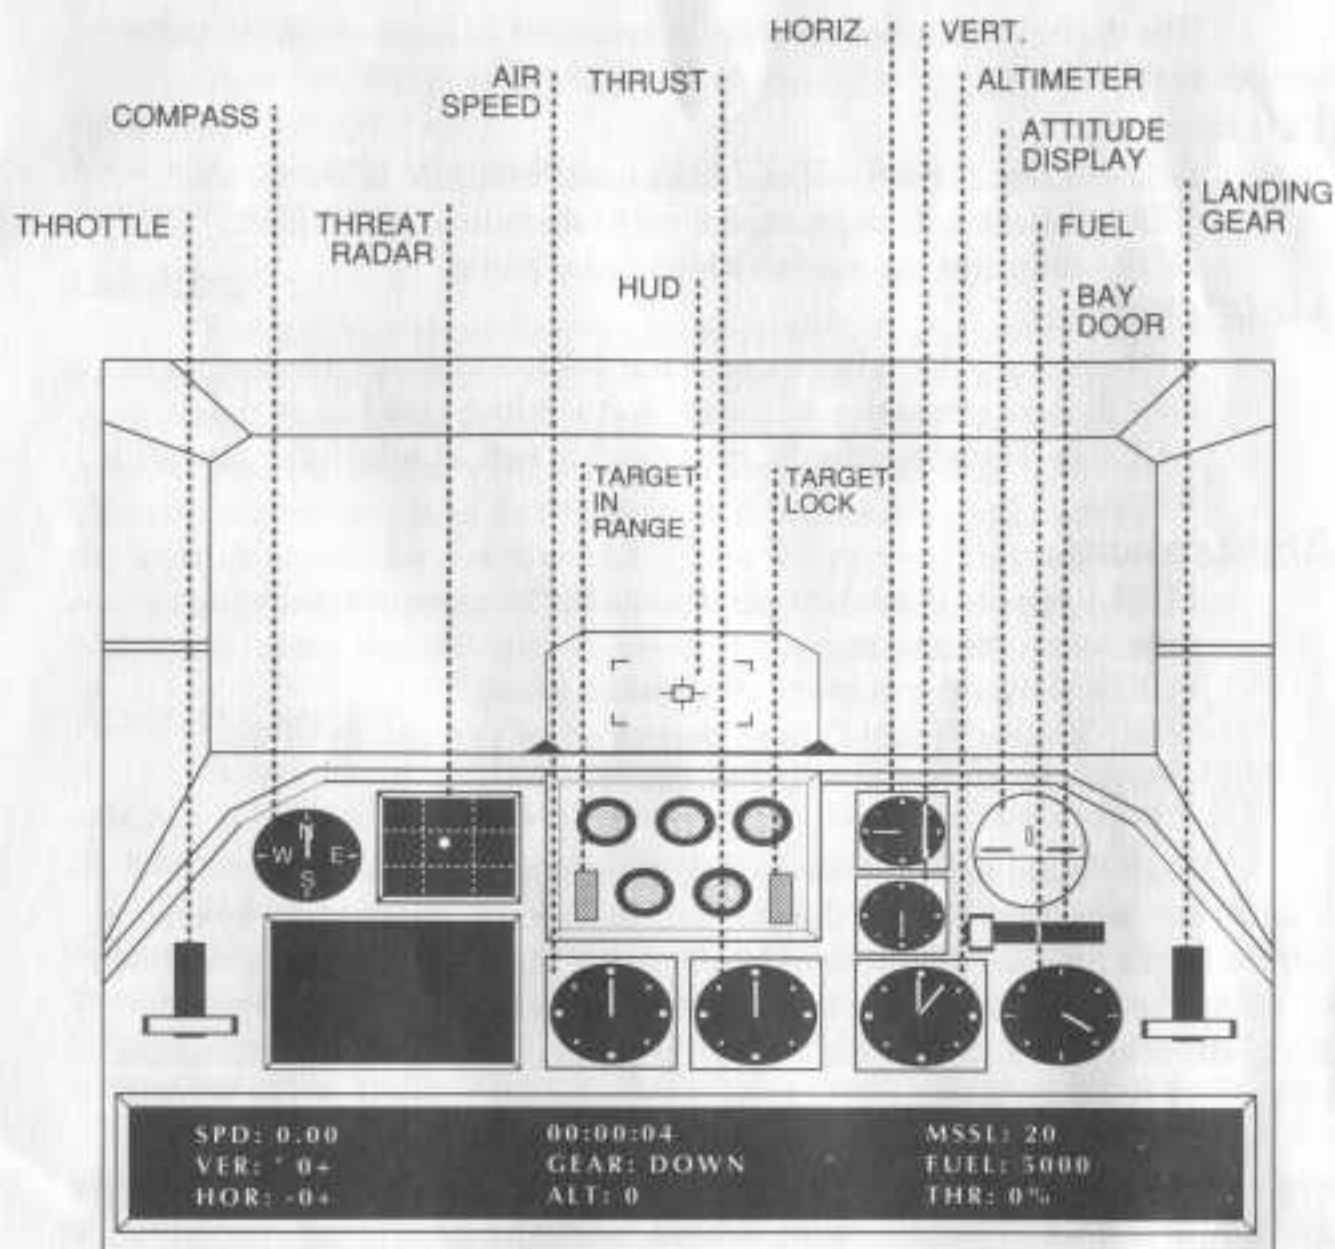 HORIZ.
VERT.
AIR
SPEED
THRUST
ALTIMETER
COMPASS
ATTITUDE
DISPLAY
LANDING
GEAR
THROTTLE
THREAT
RADAR
FUEL
HUD
BAY
DOOR
TARGET
IN
RANGE
TARGET
LOCK
N
W E
S
SPD: 0.00 00:00:04 MSSL: 20
VER: 0+ GEAR: DOWN FUEL: 5000
HOR: -0+ ALT: 0 THR: 0%